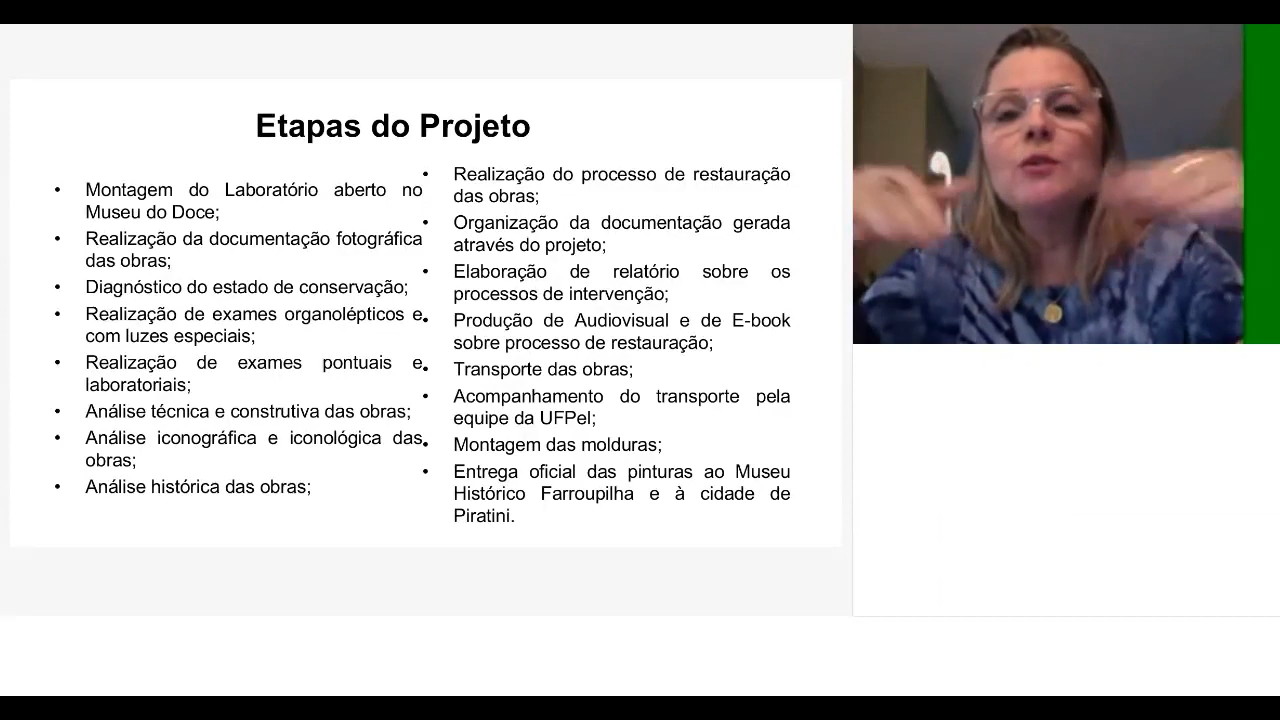 Etapas do Projeto
• Montagem do Laboratório aberto no
Museu do Doce;
• Realização da documentação fotográfica
das obras;
• Diagnóstico do estado de conservação;
• Realização de exames organolépticos e
com luzes especiais;
• Realização de exames pontuais e
laboratoriais;
• Análise técnica e construtiva das obras;
• Análise iconográfica e iconológica das
obras;
• Análise histórica das obras;
• Realização do processo de restauração
das obras;
• Organização da documentação gerada
através do projeto;
• Elaboração de relatório sobre os
processos de intervenção;
• Produção de Audiovisual e de E-book
sobre processo de restauração;
• Transporte das obras;
• Acompanhamento do transporte pela
equipe da UFPel;
• Montagem das molduras;
• Entrega oficial das pinturas ao Museu
Histórico Farroupilha e à cidade de
Piratini.